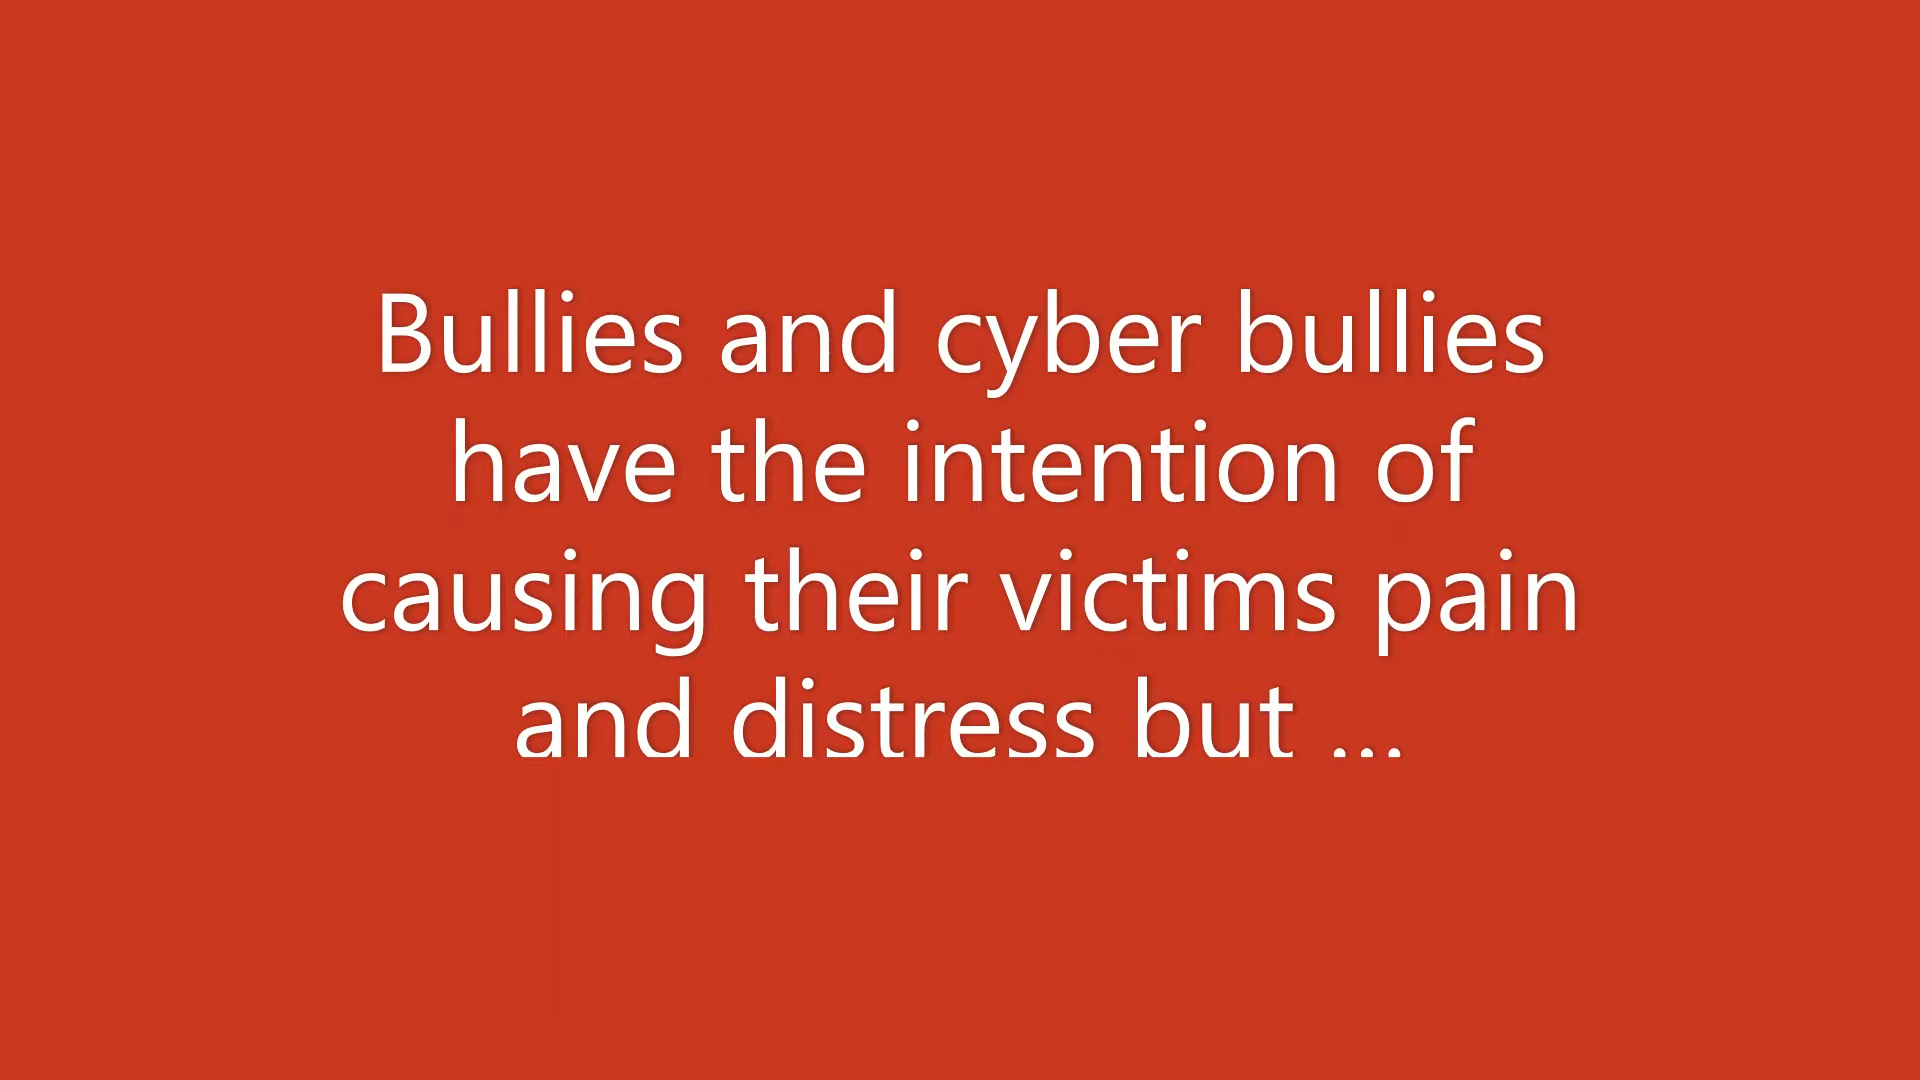 Bullies and cyber bullies
have the intention of
causing their victims pain
and distress but ...